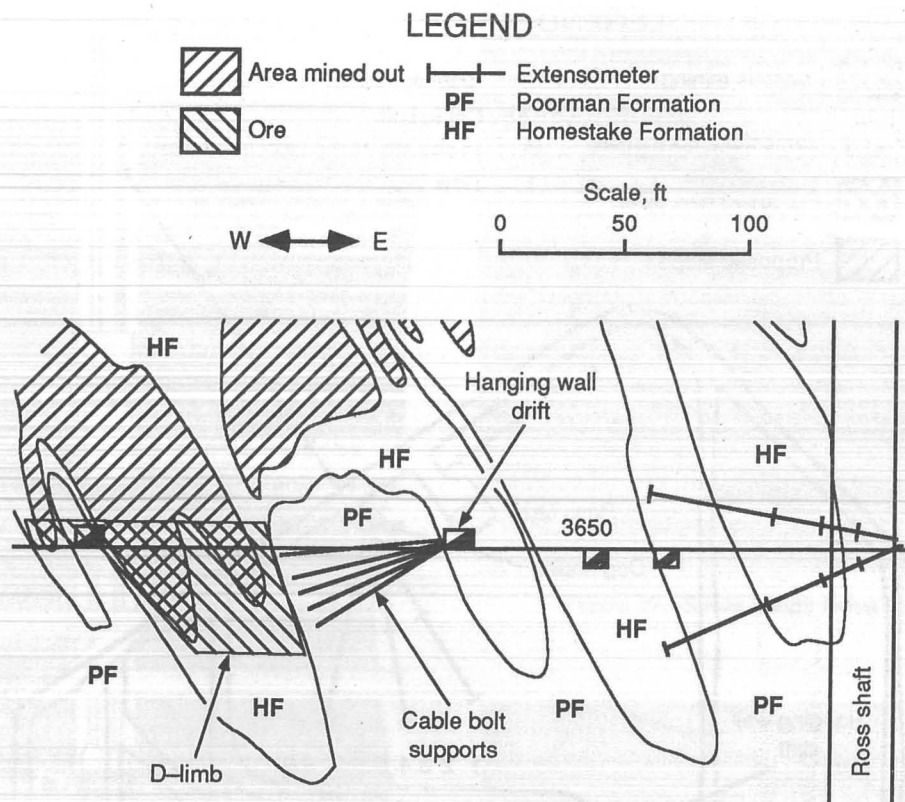 LEGEND
Area mined out
Extensometer
PF Poorman Formation
Ore
HF Homestake Formation
Scale, ft
0 50 100
W E
HF
Hanging wall
drift
HF
HF
PF
3650
HF
PF
HF
Cable bolt
supports
PF
PF
D–limb
Ross shaft